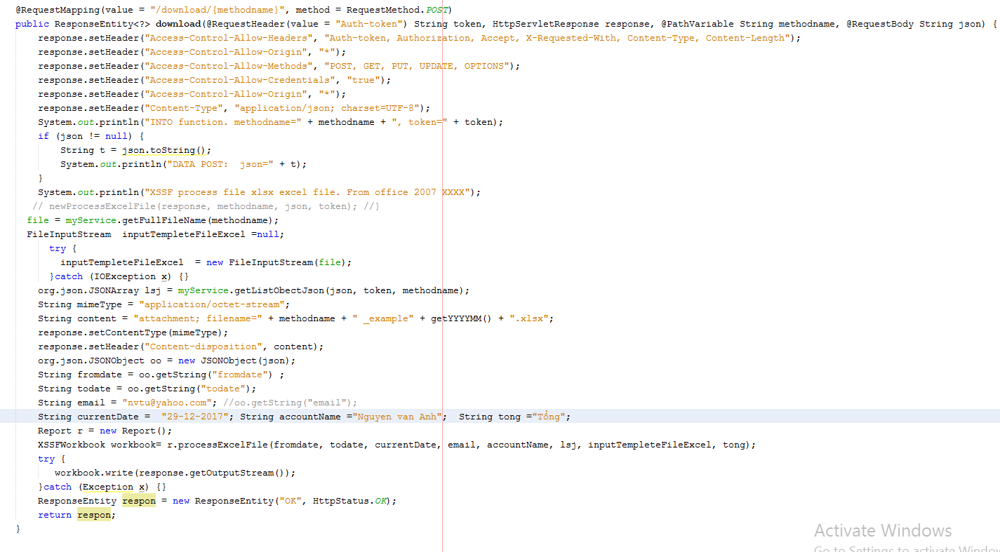 @RequestMapping(value = "/download/{methodname}", method = RequestMethod.POST)
public ResponseEntity<?> download(@RequestHeader(value = "Auth-token") String token, HttpServletResponse response, @PathVariable String methodname, @RequestBody String json) {
response.setHeader("Access-Control-Allow-Headers", "Auth-token, Authorization, Accept, X-Requested-With, Content-Type, Content-Length");
response.setHeader("Access-Control-Allow-Origin", "*");
response.setHeader("Access-Control-Allow-Methods", "POST, GET, PUT, UPDATE, OPTIONS");
response.setHeader("Access-Control-Allow-Credentials", "true");
response.setHeader("Access-Control-Allow-Origin", "*");
response.setHeader("Content-Type", "application/json; charset=UTF-8");
System.out.println("INTO function. methodname=" + methodname + ", token=" + token);
if (json != null) {
String t = json.toString();
System.out.println("DATA POST:  json=" + t);
}
System.out.println("XSSF process file xlsx excel file. From office 2007 XXXX");
// newProcessExcelFile(response, methodname, json, token); //}
file = myService.getFullFileName(methodname);
FileInputStream  inputTempleteFileExcel =null;
try {
inputTempleteFileExcel  = new FileInputStream(file);
}catch (IOException x) {}
org.json.JSONArray lsj = myService.getListObectJson(json, token, methodname);
String mimeType = "application/octet-stream";
String content = "attachment; filename=" + methodname + " _example" + getYYYYMM() + ".xlsx";
response.setContentType(mimeType);
response.setHeader("Content-disposition", content);
org.json.JSONObject oo = new JSONObject(json);
String fromdate = oo.getString("fromdate") ;
String todate = oo.getString("todate");
String email = "nvtu@yahoo.com"; //oo.getString("email");
String currentDate =  "29-12-2017"; String accountName ="Nguyen van Anh";  String tong ="Tổng";
Report r = new Report();
XSSFWorkbook workbook= r.processExcelFile(fromdate, todate, currentDate, email, accountName, lsj, inputTempleteFileExcel, tong);
try {
workbook.write(response.getOutputStream());
}catch (Exception x) {}
ResponseEntity respon = new ResponseEntity("OK", HttpStatus.OK);
return respon;
}
Activate Windows
Go to Settings to activate Window